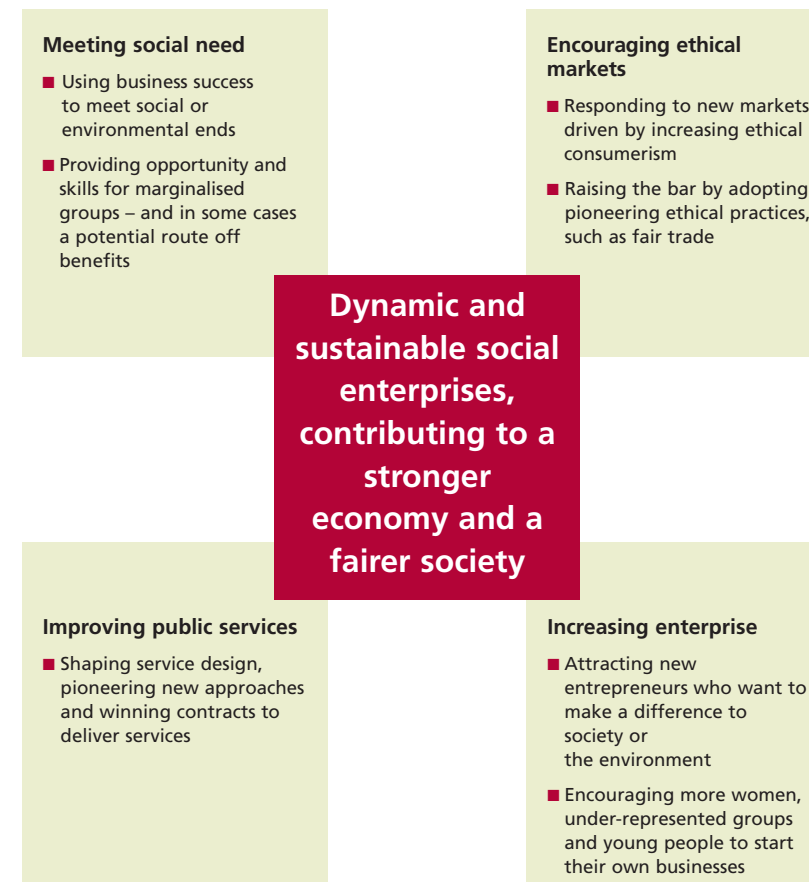 Meeting social need
■ Using business success
to meet social or
environmental ends
■ Providing opportunity and
skills for marginalised
groups – and in some cases
a potential route off
benefits
Encouraging ethical
markets
■ Responding to new markets
driven by increasing ethical
consumerism
■ Raising the bar by adopting
pioneering ethical practices,
such as fair trade
Dynamic and
sustainable social
enterprises,
contributing to a
stronger
economy and a
fairer society
Improving public services
■ Shaping service design,
pioneering new approaches
and winning contracts to
deliver services
Increasing enterprise
■ Attracting new
entrepreneurs who want to
make a difference to
society or
the environment
■ Encouraging more women,
under-represented groups
and young people to start
their own businesses